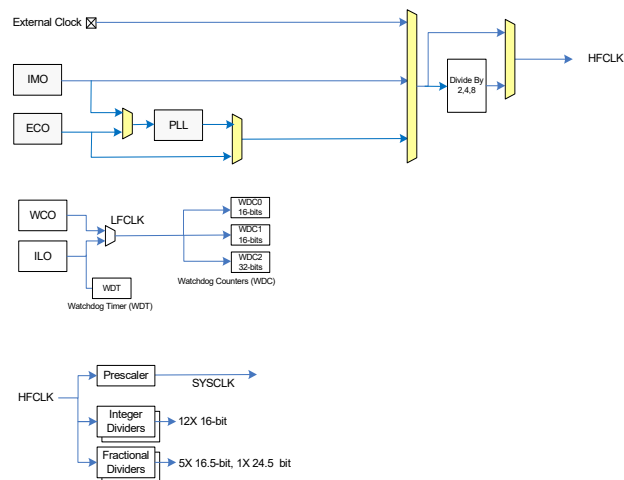 External Clock
IMO
ECO
PLL
Divide By
2,4,8
HFCLK
WCO
ILO
LFCLK
WDC0
16-bits
WDC1
16-bits
WDC2
32-bits
Watchdog Counters (WDC)
WDT
Watchdog Timer (WDT)
HFCLK
Prescaler
SYSCLK
Integer
Dividers
12X 16-bit
Fractional
Dividers
5X 16.5-bit, 1X 24.5 bit